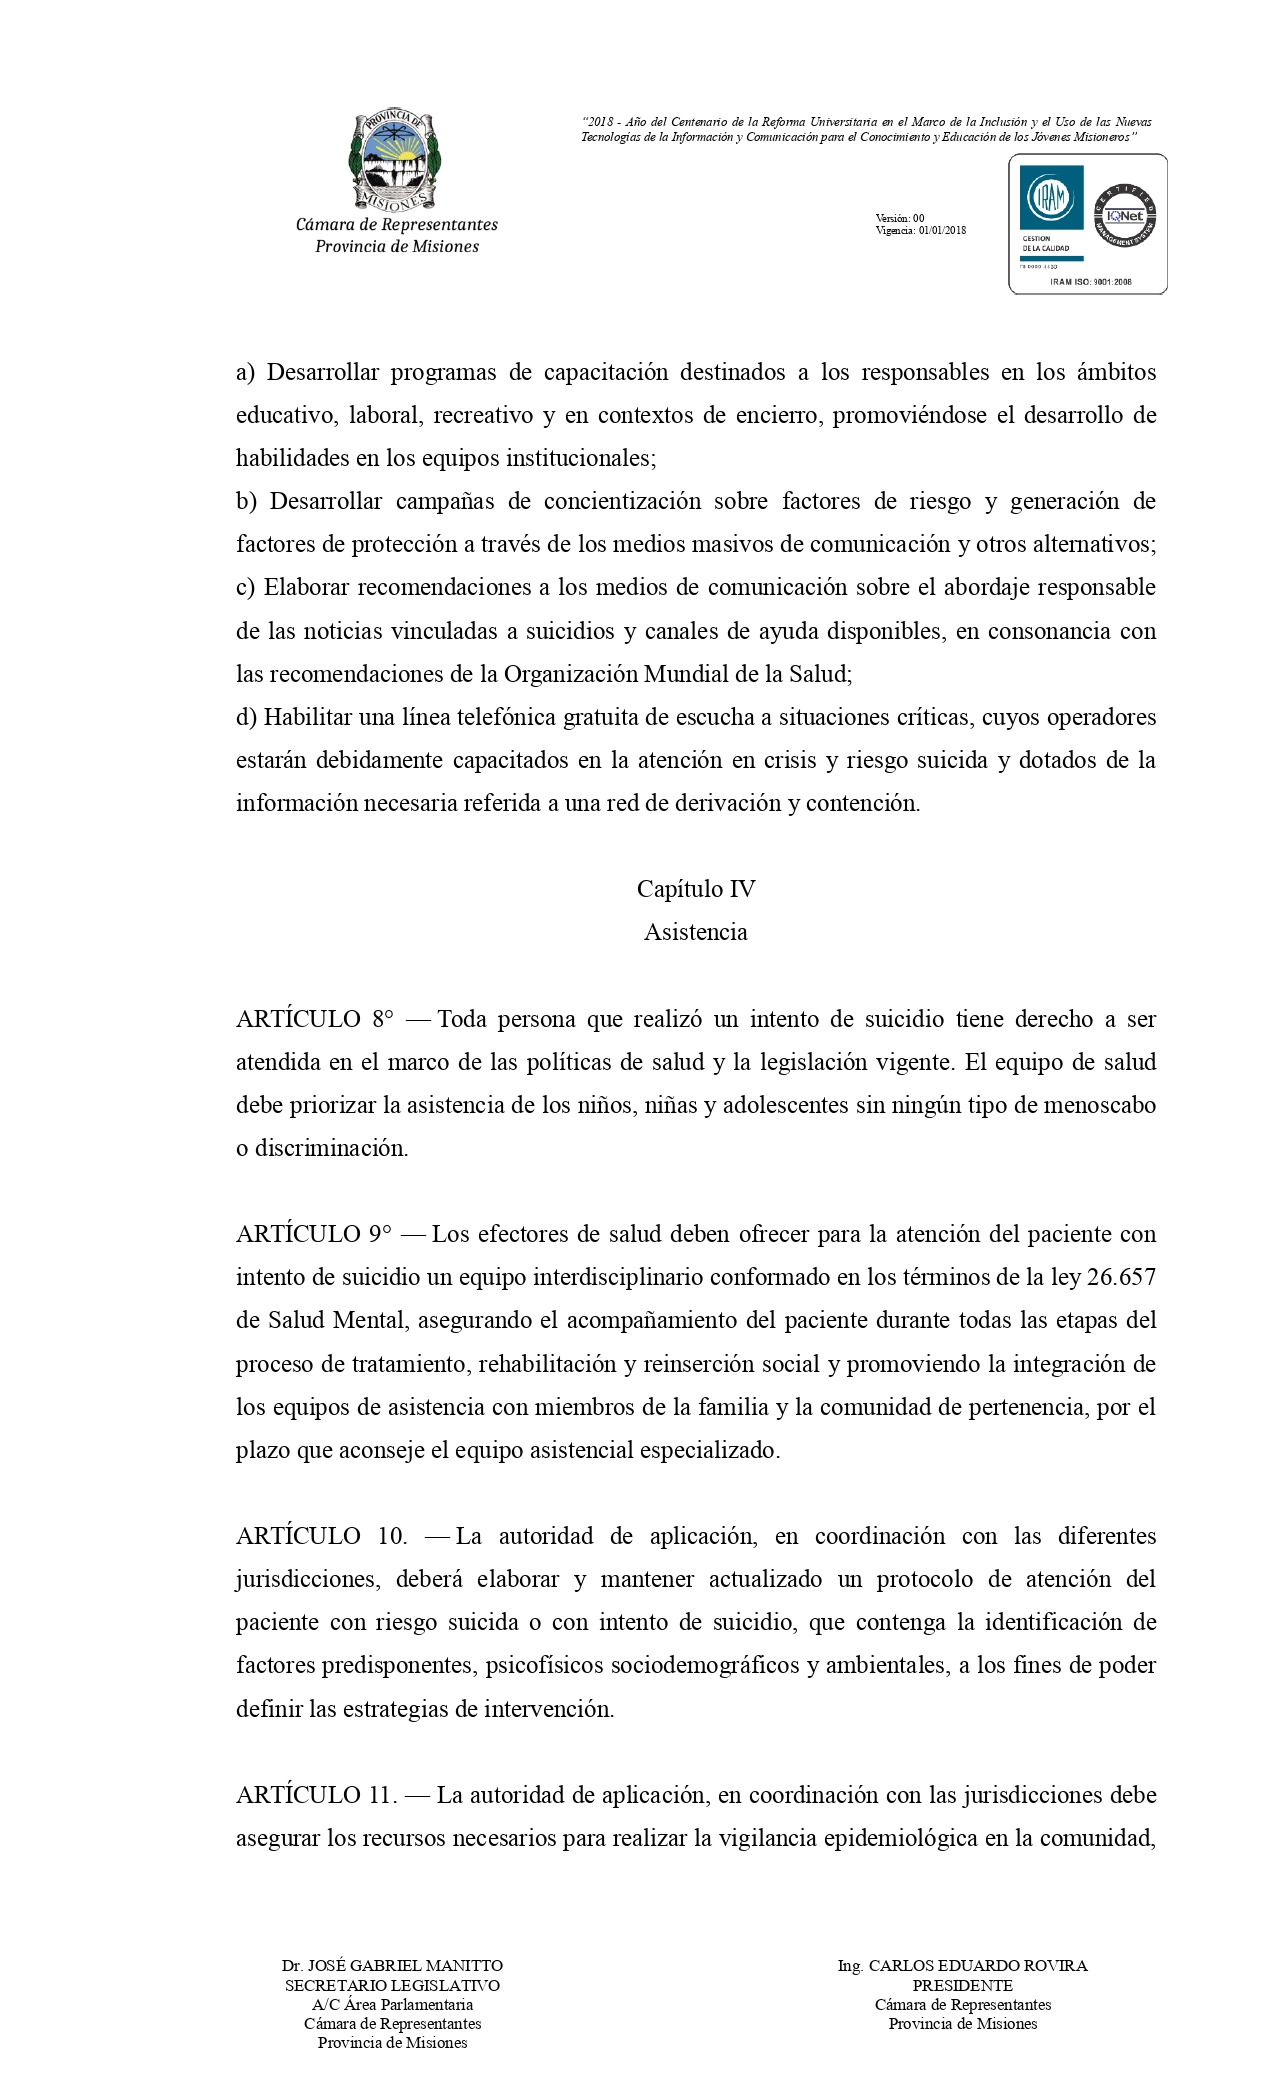 “2018 - Año del Centenario de la Reforma Universitaria en el Marco de la Inclusión y el Uso de las Nuevas
Tecnologías de la Información y Comunicación para el Conocimiento y Educación de los Jóvenes Misioneros”
PROVINCIA DE
MISIONES
Cámara de Representantes
Provincia de Misiones
Versión: 00
Vigencia: 01/01/2018
IRAM
CERTIFIED
IQNet
MANAGEMENT SYSTEM
GESTION
DE LA CALIDAD
IRAM ISO: 9001:2008
a) Desarrollar programas de capacitación destinados a los responsables en los ámbitos
educativo, laboral, recreativo y en contextos de encierro, promoviéndose el desarrollo de
habilidades en los equipos institucionales;
b) Desarrollar campañas de concientización sobre factores de riesgo y generación de
factores de protección a través de los medios masivos de comunicación y otros alternativos;
c) Elaborar recomendaciones a los medios de comunicación sobre el abordaje responsable
de las noticias vinculadas a suicidios y canales de ayuda disponibles, en consonancia con
las recomendaciones de la Organización Mundial de la Salud;
d) Habilitar una línea telefónica gratuita de escucha a situaciones críticas, cuyos operadores
estarán debidamente capacitados en la atención en crisis y riesgo suicida y dotados de la
información necesaria referida a una red de derivación y contención.
Capítulo IV
Asistencia
ARTÍCULO 8° — Toda persona que realizó un intento de suicidio tiene derecho a ser
atendida en el marco de las políticas de salud y la legislación vigente. El equipo de salud
debe priorizar la asistencia de los niños, niñas y adolescentes sin ningún tipo de menoscabo
o discriminación.
ARTÍCULO 9° — Los efectores de salud deben ofrecer para la atención del paciente con
intento de suicidio un equipo interdisciplinario conformado en los términos de la ley 26.657
de Salud Mental, asegurando el acompañamiento del paciente durante todas las etapas del
proceso de tratamiento, rehabilitación y reinserción social y promoviendo la integración de
los equipos de asistencia con miembros de la familia y la comunidad de pertenencia, por el
plazo que aconseje el equipo asistencial especializado.
ARTÍCULO 10. — La autoridad de aplicación, en coordinación con las diferentes
jurisdicciones, deberá elaborar y mantener actualizado un protocolo de atención del
paciente con riesgo suicida o con intento de suicidio, que contenga la identificación de
factores predisponentes, psicofísicos sociodemográficos y ambientales, a los fines de poder
definir las estrategias de intervención.
ARTÍCULO 11. — La autoridad de aplicación, en coordinación con las jurisdicciones debe
asegurar los recursos necesarios para realizar la vigilancia epidemiológica en la comunidad,
Dr. JOSÉ GABRIEL MANITTO
SECRETARIO LEGISLATIVO
A/C Área Parlamentaria
Cámara de Representantes
Provincia de Misiones
Ing. CARLOS EDUARDO ROVIRA
PRESIDENTE
Cámara de Representantes
Provincia de Misiones